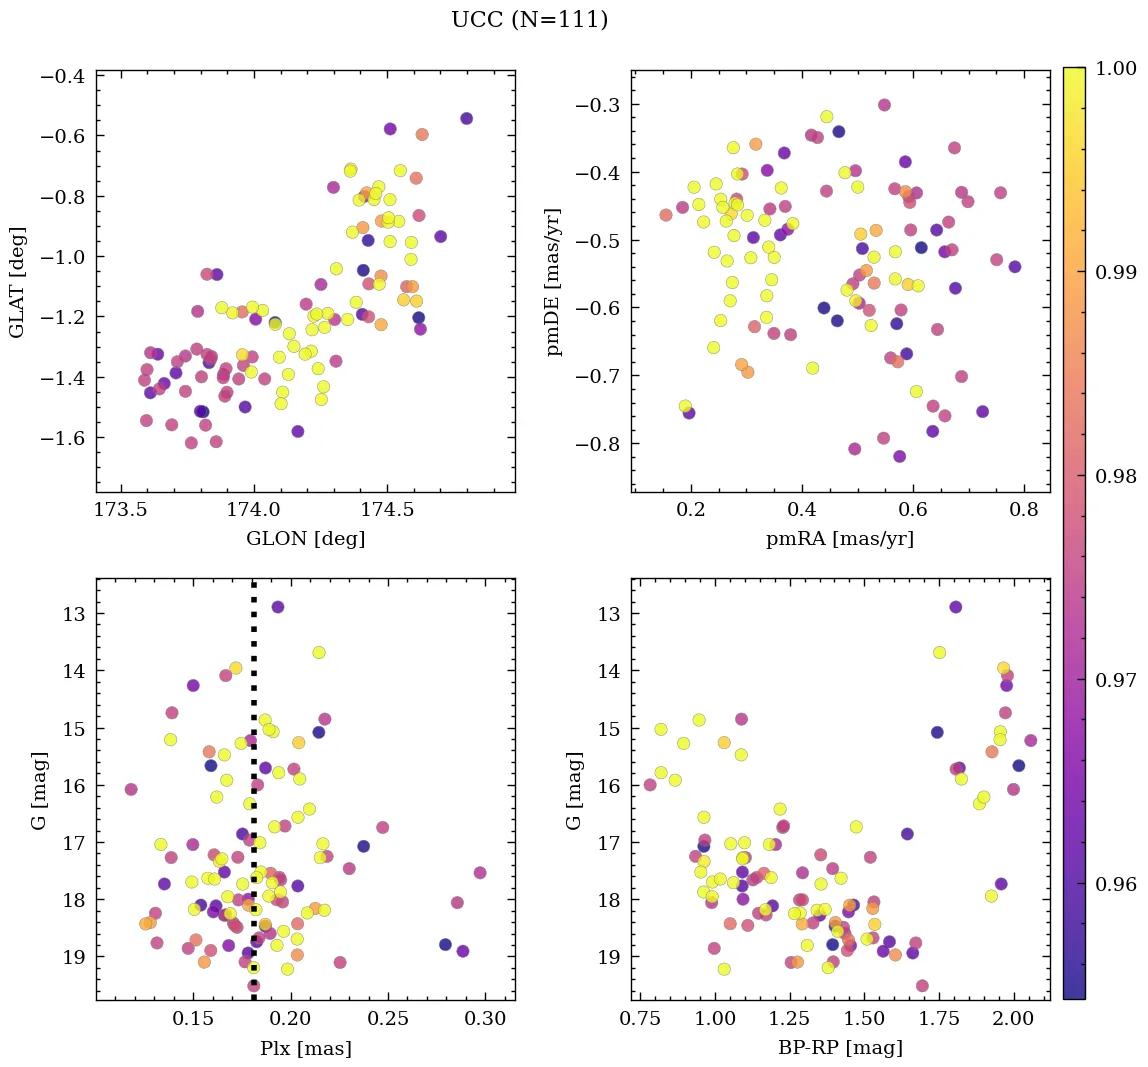 UCC (N=111)
−0.4
−0.6
−0.8
−1.0
−1.2
−1.4
−1.6
GLAT [deg]
173.5 174.0 174.5
GLON [deg]
−0.3
−0.4
−0.5
−0.6
−0.7
−0.8
pmDE [mas/yr]
0.2 0.4 0.6 0.8
pmRA [mas/yr]
1.00
0.99
0.98
0.97
0.96
13
14
15
16
17
18
19
G [mag]
0.15 0.20 0.25 0.30
Plx [mas]
13
14
15
16
17
18
19
G [mag]
0.75 1.00 1.25 1.50 1.75 2.00
BP-RP [mag]